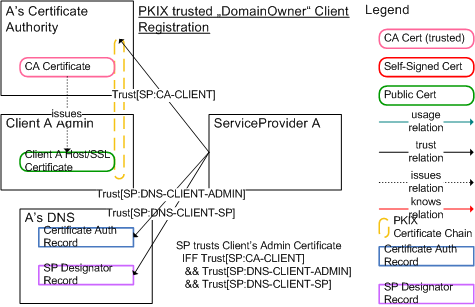 A's Certificate
Authority
PKIX trusted „DomainOwner“ Client
Registration
CA Certificate
Trust[SP:CA-CLIENT]
issues
Client A Admin
ServiceProvider A
Client A Host/SSL
Certificate
Trust[SP:DNS-CLIENT-ADMIN]
Trust[SP:DNS-CLIENT-SP]
A's DNS
Certificate Auth
Record
SP Designator
Record
SP trusts Client's Admin Certificate
IFF Trust[SP:CA-CLIENT]
&& Trust[SP:DNS-CLIENT-ADMIN]
&& Trust[SP:DNS-CLIENT-SP]
Legend
CA Cert (trusted)
Self-Signed Cert
Public Cert
usage
relation
trust
relation
issues
relation
knows
relation
PKIX
Certificate Chain
Certificate Auth
Record
SP Designator
Record